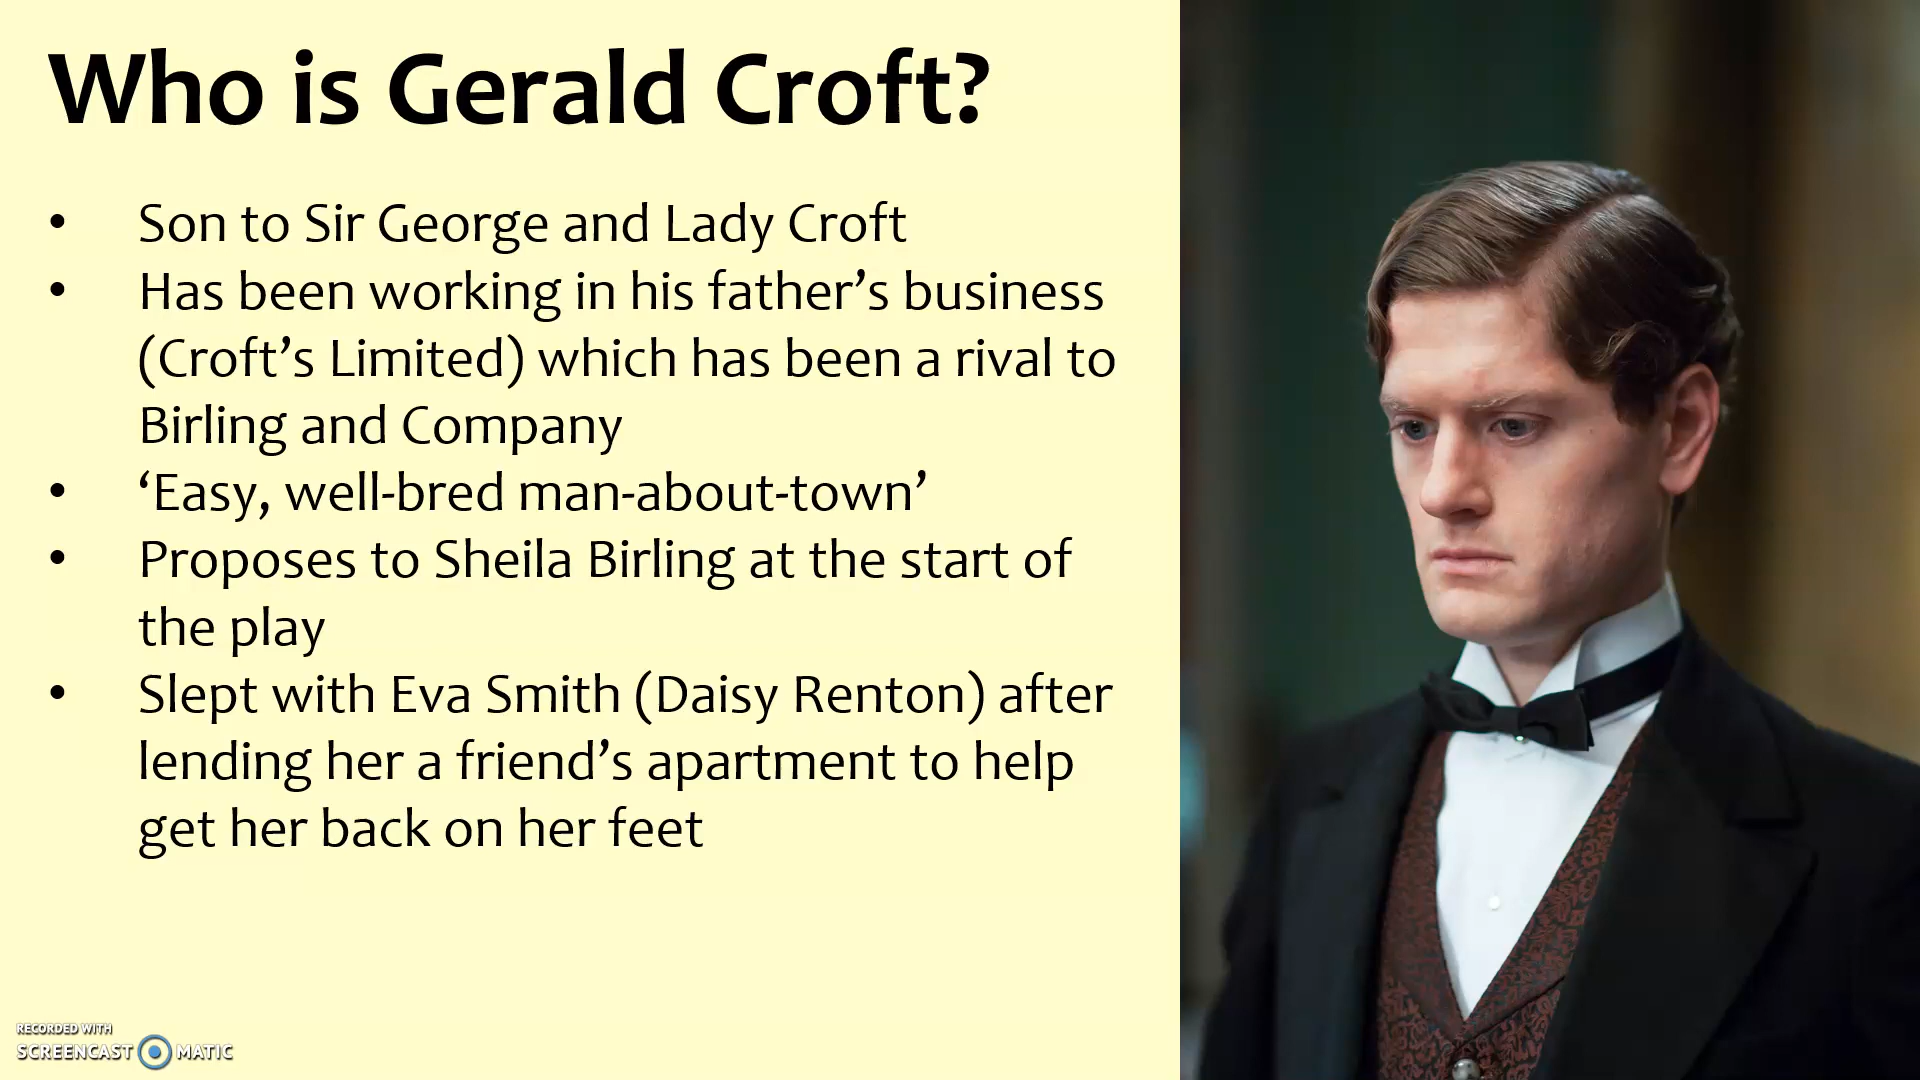 Who is Gerald Croft?
• Son to Sir George and Lady Croft
• Has been working in his father’s business
(Croft’s Limited) which has been a rival to
Birling and Company
• ‘Easy, well-bred man-about-town’
• Proposes to Sheila Birling at the start of
the play
• Slept with Eva Smith (Daisy Renton) after
lending her a friend’s apartment to help
get her back on her feet
RECORDED WITH
SCREENCAST MATIC